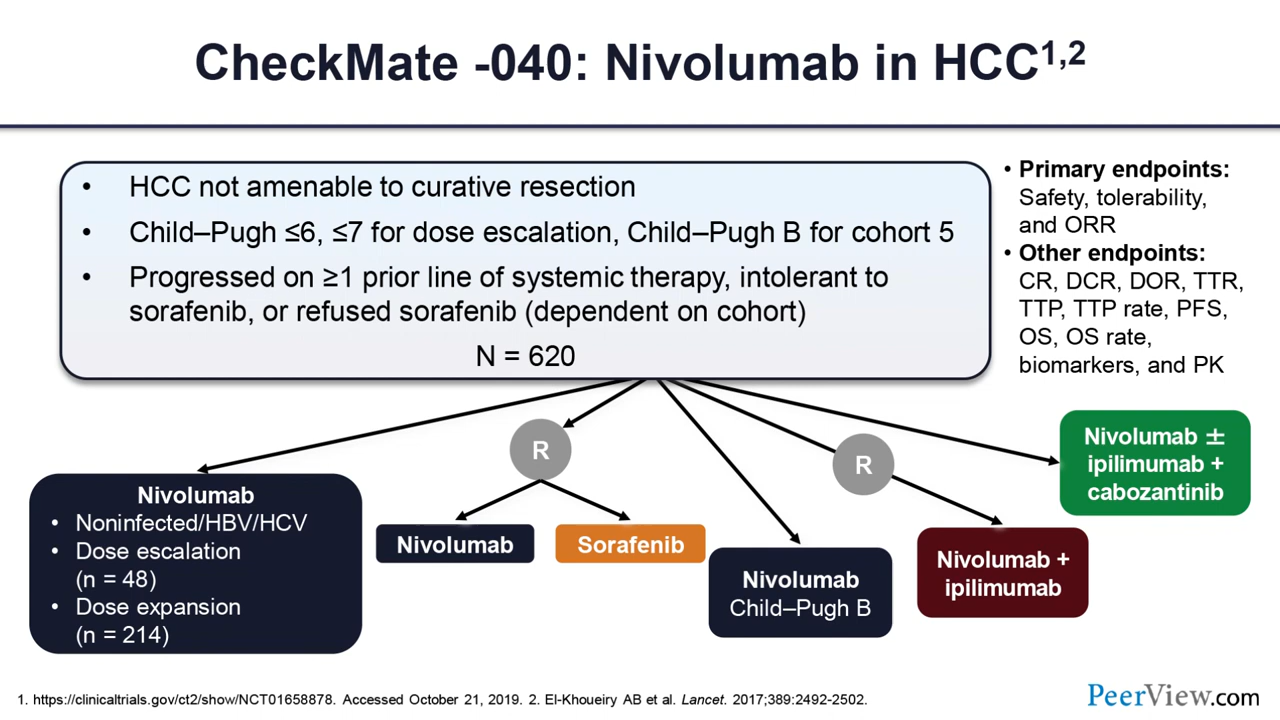 CheckMate -040: Nivolumab in HCC1,2
• HCC not amenable to curative resection
• Child–Pugh ≤6, ≤7 for dose escalation, Child–Pugh B for cohort 5
• Progressed on ≥1 prior line of systemic therapy, intolerant to
sorafenib, or refused sorafenib (dependent on cohort)
N = 620
• Primary endpoints:
Safety, tolerability,
and ORR
• Other endpoints:
CR, DCR, DOR, TTR,
TTP, TTP rate, PFS,
OS, OS rate,
biomarkers, and PK
Nivolumab
• Noninfected/HBV/HCV
• Dose escalation
(n = 48)
• Dose expansion
(n = 214)
R
Nivolumab
Sorafenib
Nivolumab
Child–Pugh B
R
Nivolumab +
ipilimumab
Nivolumab ±
ipilimumab +
cabozantinib
1. https://clinicaltrials.gov/ct2/show/NCT01658878. Accessed October 21, 2019. 2. El-Khoueiry AB et al. Lancet. 2017;389:2492-2502.
PeerView.com